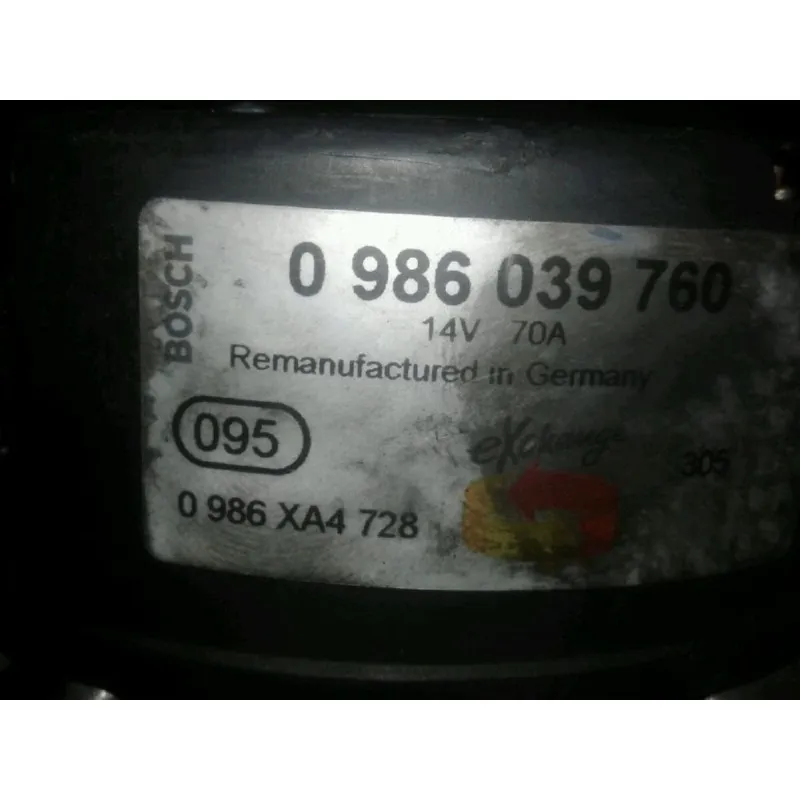 BOSCH
0 986 039 760
14V 70A
Remanufactured in Germany
095
eXchange
305
0 986 XA4 728